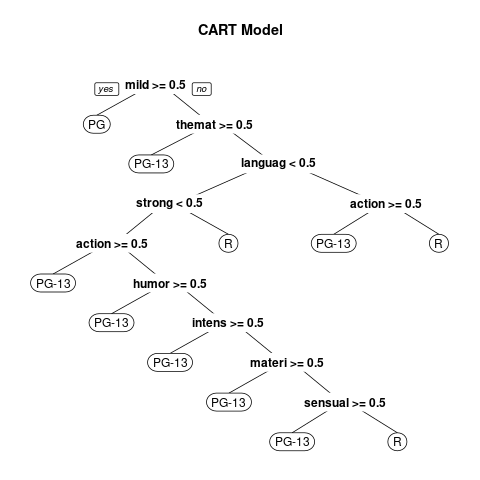 CART Model
yes mild >= 0.5 no
PG themat >= 0.5
PG-13 languag < 0.5
strong < 0.5 action >= 0.5
action >= 0.5 R PG-13 R
PG-13 humor >= 0.5
PG-13 intens >= 0.5
PG-13 materi >= 0.5
PG-13 sensual >= 0.5
PG-13 R